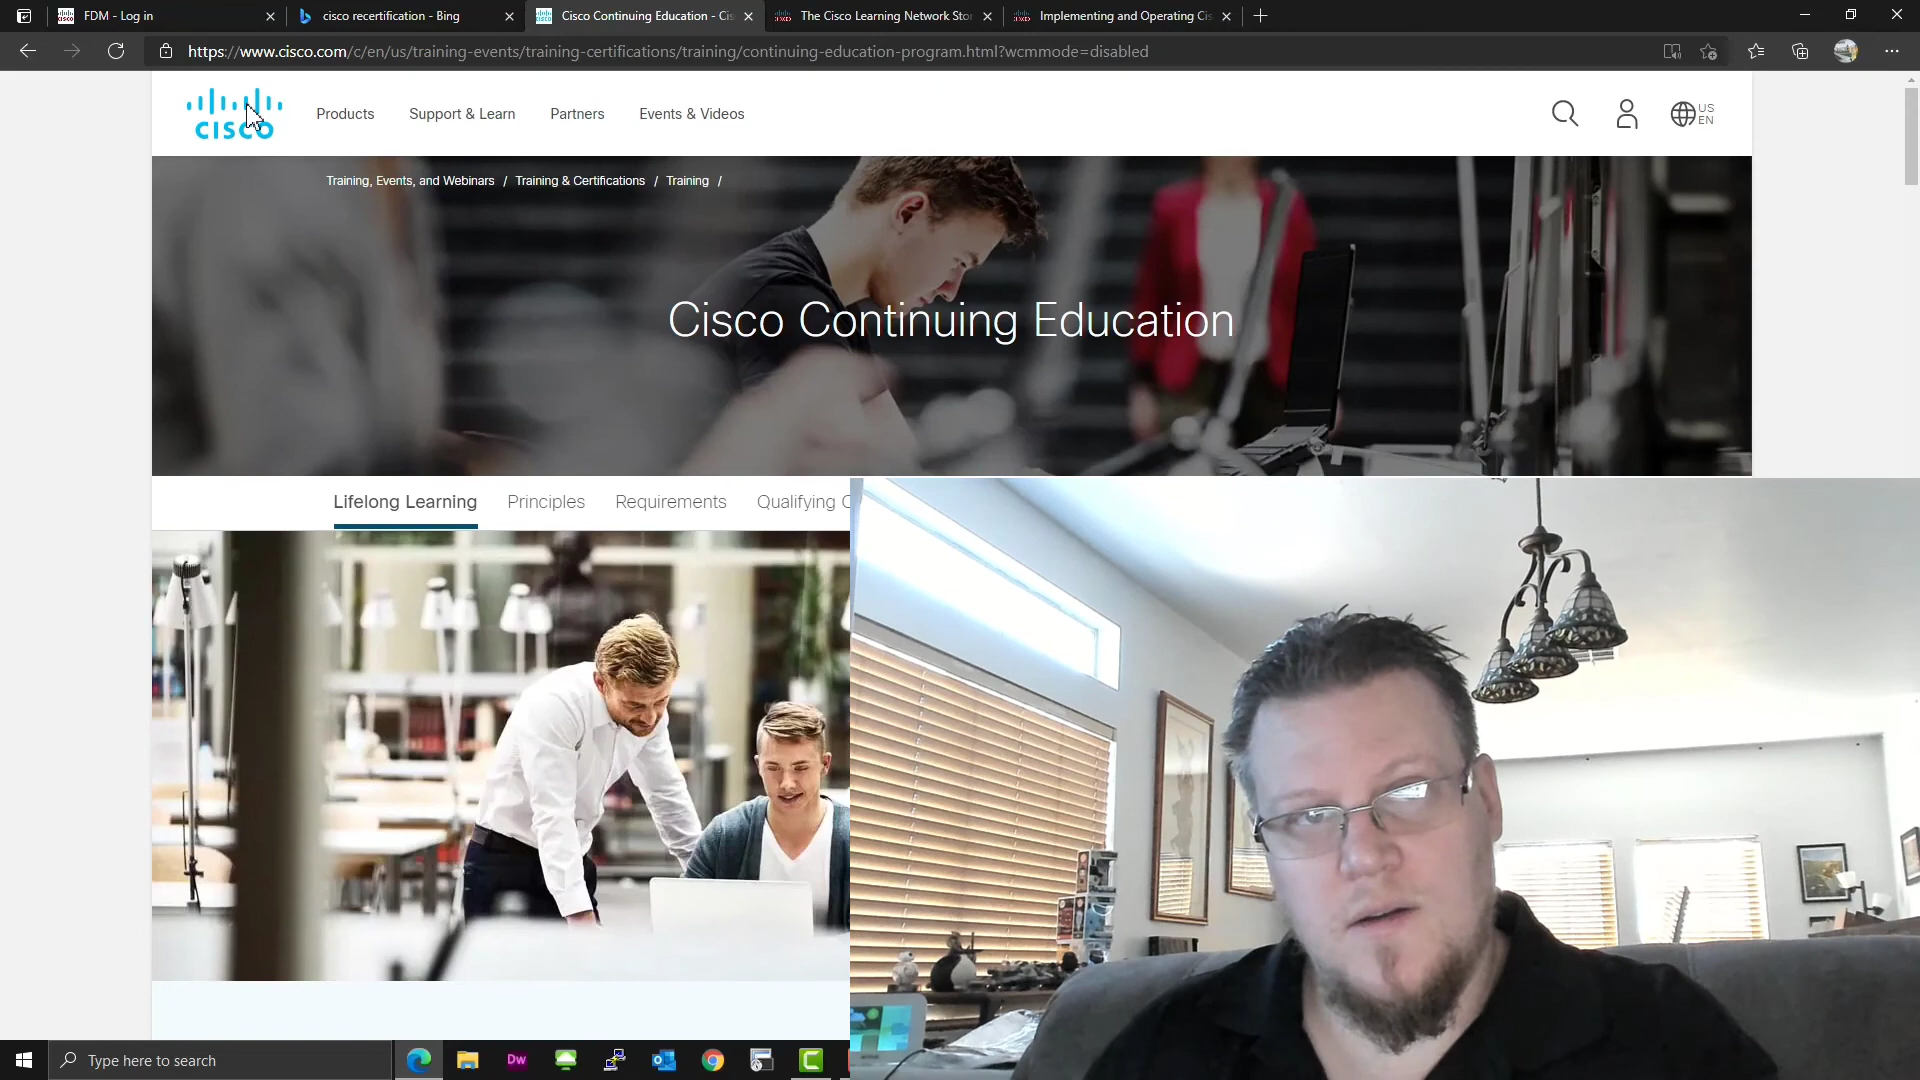 FDM - Log in
cisco recertification - Bing
Cisco Continuing Education - Cis
The Cisco Learning Network Sto
Implementing and Operating Cis
https://www.cisco.com/c/en/us/training-events/training-certifications/training/continuing-education-program.html?wcmmode=disabled
CISCO
Products
Support & Learn
Partners
Events & Videos
US
EN
Training, Events, and Webinars / Training & Certifications / Training /
Cisco Continuing Education
Lifelong Learning
Principles
Requirements
Qualifying
Type here to search
Dw